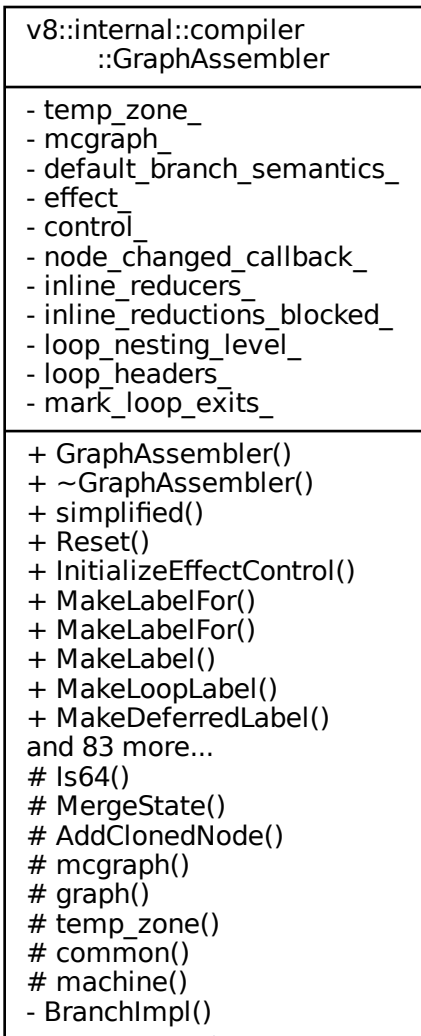 v8::internal::compiler
::GraphAssembler
- temp_zone_
- mcgraph_
- default_branch_semantics_
- effect_
- control_
- node_changed_callback_
- inline_reducers_
- inline_reductions_blocked_
- loop_nesting_level_
- loop_headers_
- mark_loop_exits_
+ GraphAssembler()
+ ~GraphAssembler()
+ simplified()
+ Reset()
+ InitializeEffectControl()
+ MakeLabelFor()
+ MakeLabelFor()
+ MakeLabel()
+ MakeLoopLabel()
+ MakeDeferredLabel()
and 83 more...
# Is64()
# MergeState()
# AddClonedNode()
# mcgraph()
# graph()
# temp_zone()
# common()
# machine()
- BranchImpl()